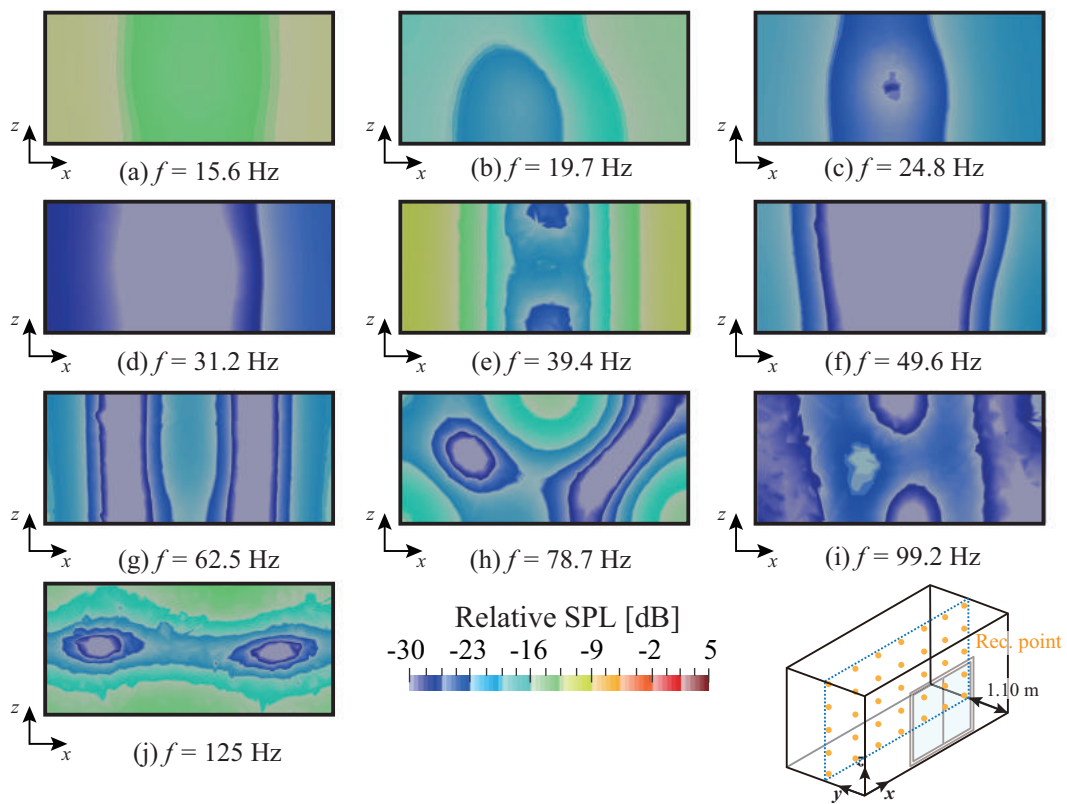 z
x
(a) f = 15.6 Hz
z
x
(b) f = 19.7 Hz
z
x
(c) f = 24.8 Hz
z
x
(d) f = 31.2 Hz
z
x
(e) f = 39.4 Hz
z
x
(f) f = 49.6 Hz
z
x
(g) f = 62.5 Hz
z
x
(h) f = 78.7 Hz
z
x
(i) f = 99.2 Hz
z
x
(j) f = 125 Hz
Relative SPL [dB]
-30 -23 -16 -9 -2 5
Rec. point
1.10 m
z
y
x